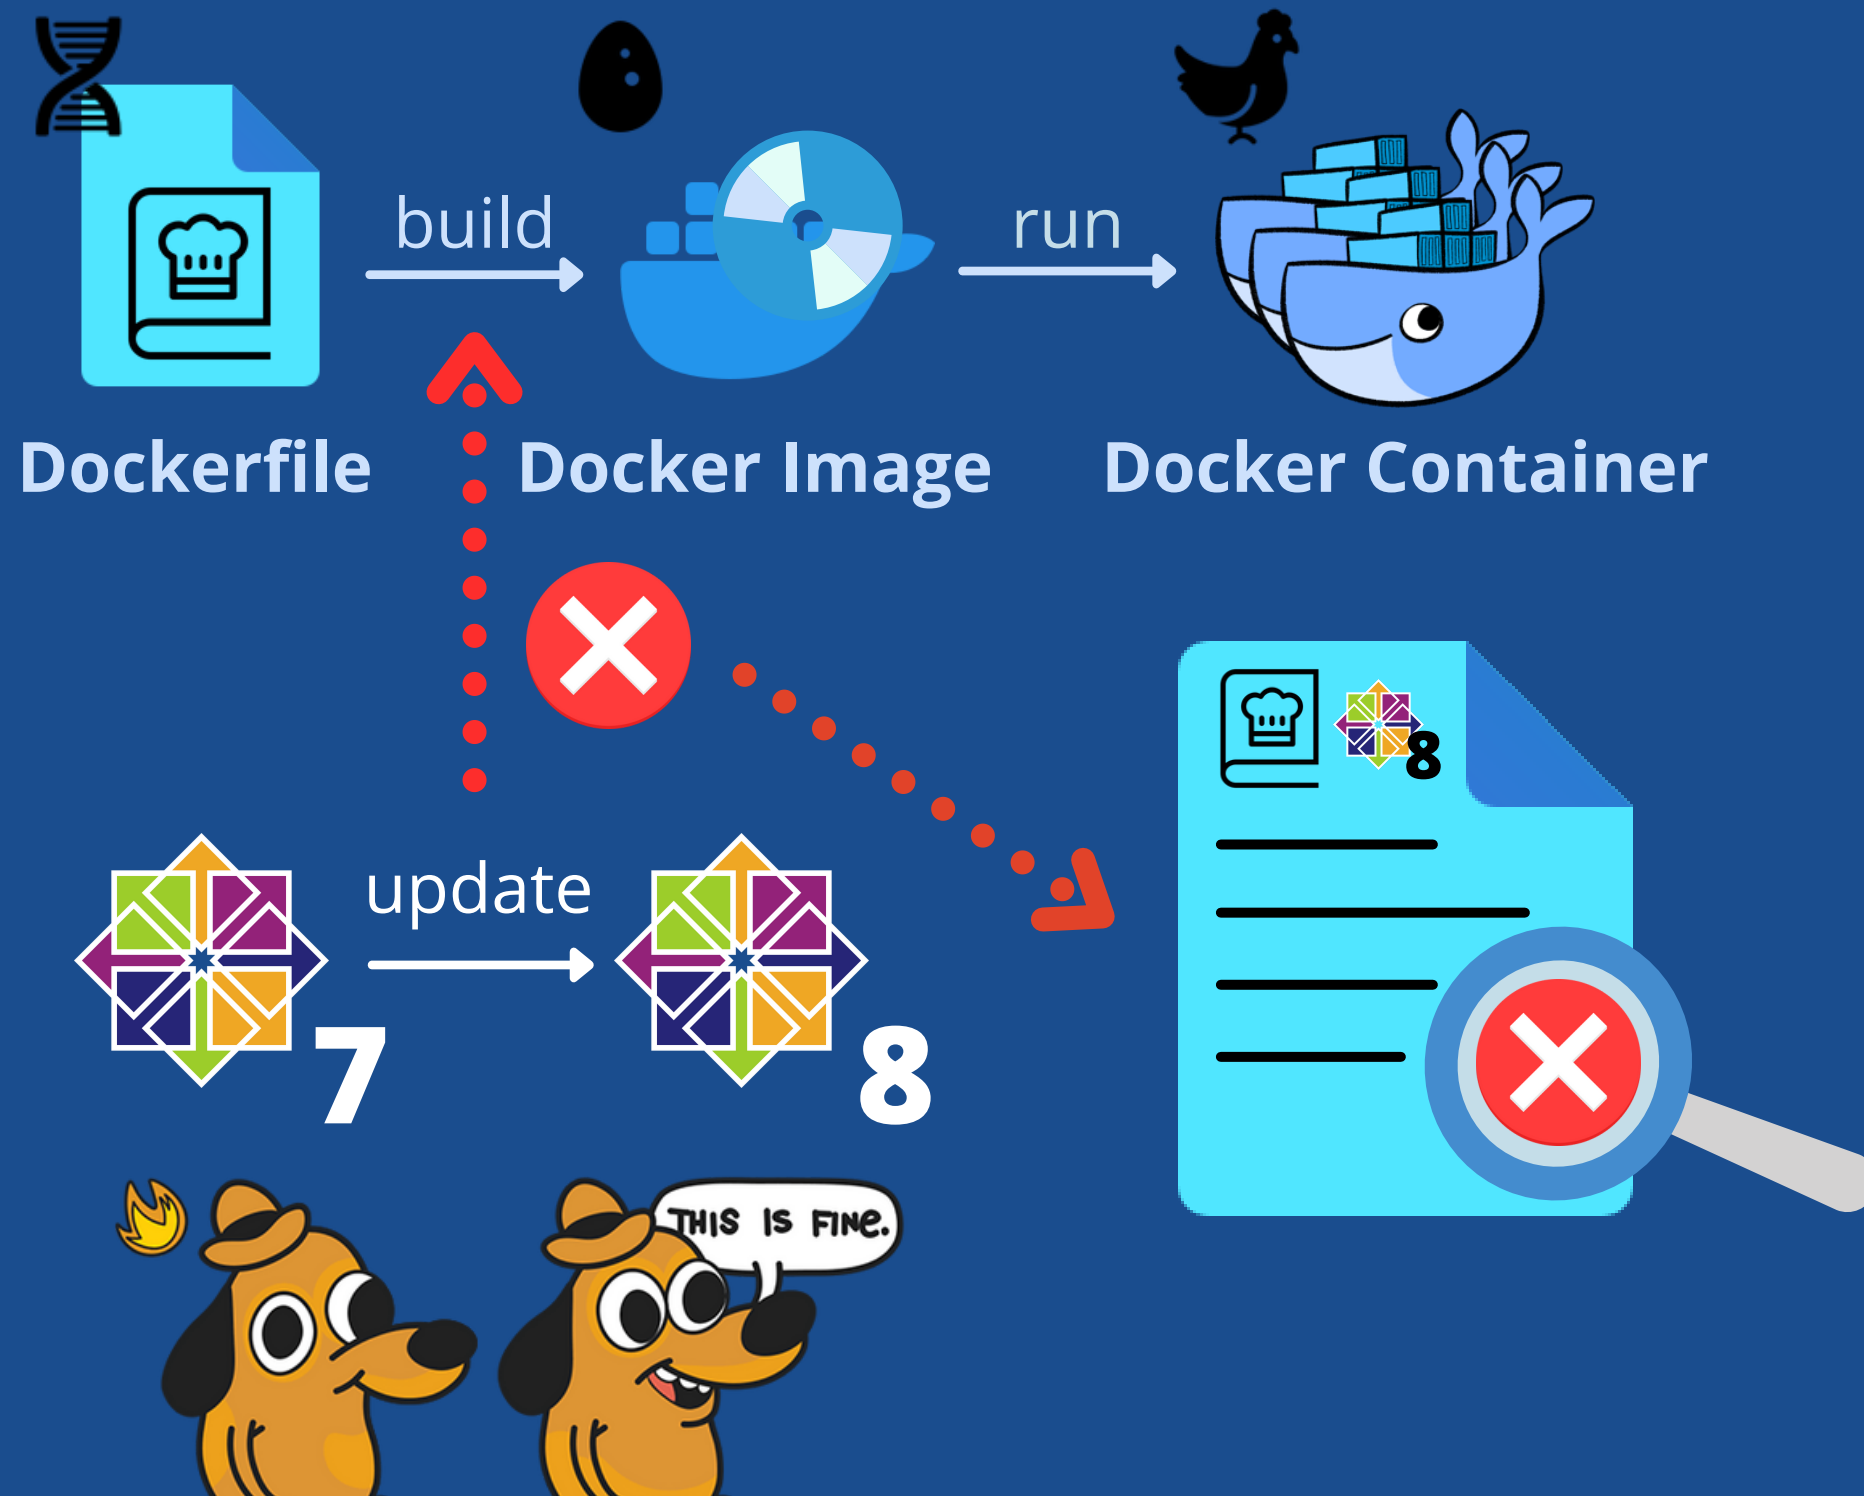 build
run
Dockerfile
Docker Image
Docker Container
8
update
7
8
THIS IS FINE.